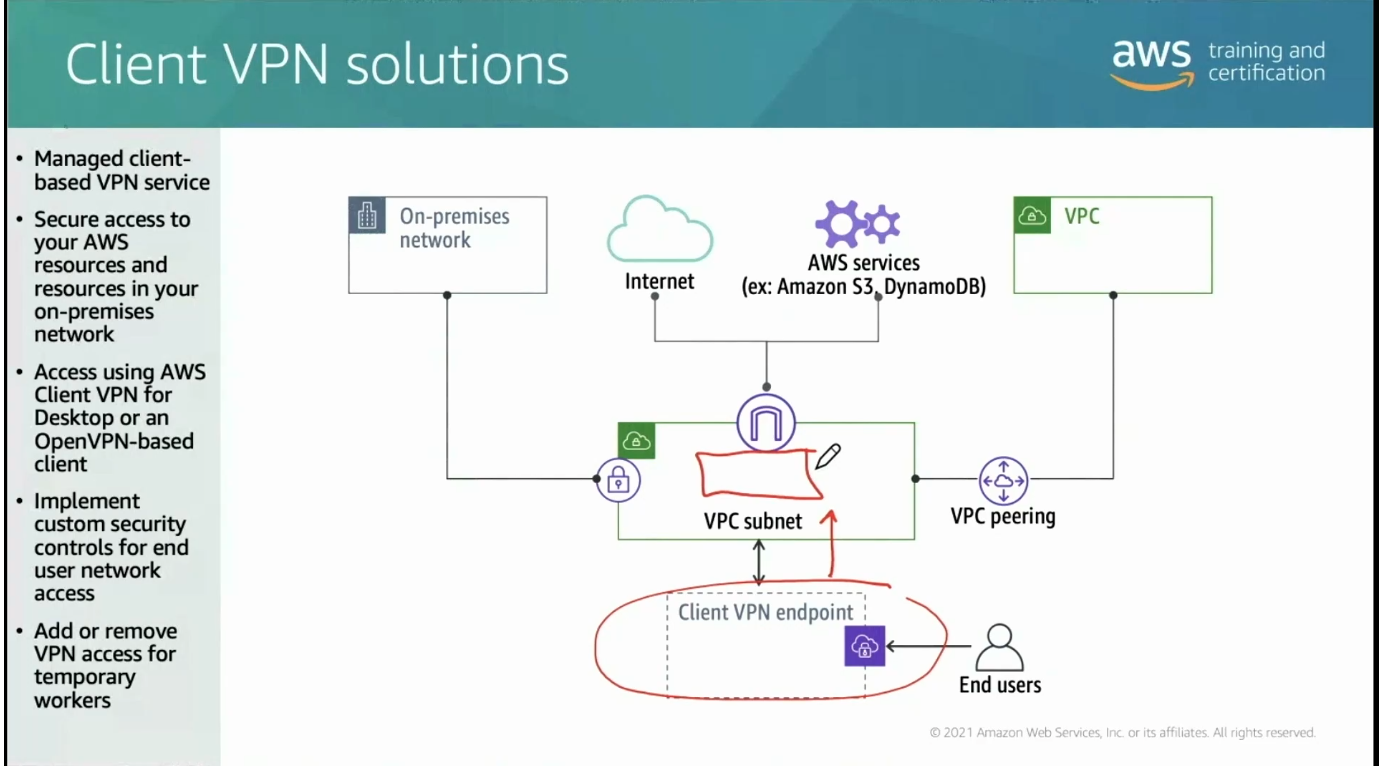 Client VPN solutions
aws training and
certification
• Managed client-
based VPN service
• Secure access to
your AWS
resources and
resources in your
on-premises
network
• Access using AWS
Client VPN for
Desktop or an
OpenVPN-based
client
• Implement
custom security
controls for end
user network
access
• Add or remove
VPN access for
temporary
workers
On-premises
network
Internet
AWS services
(ex: Amazon S3, DynamoDB)
VPC
VPC subnet
VPC peering
Client VPN endpoint
End users
© 2021 Amazon Web Services, Inc. or its affiliates. All rights reserved.